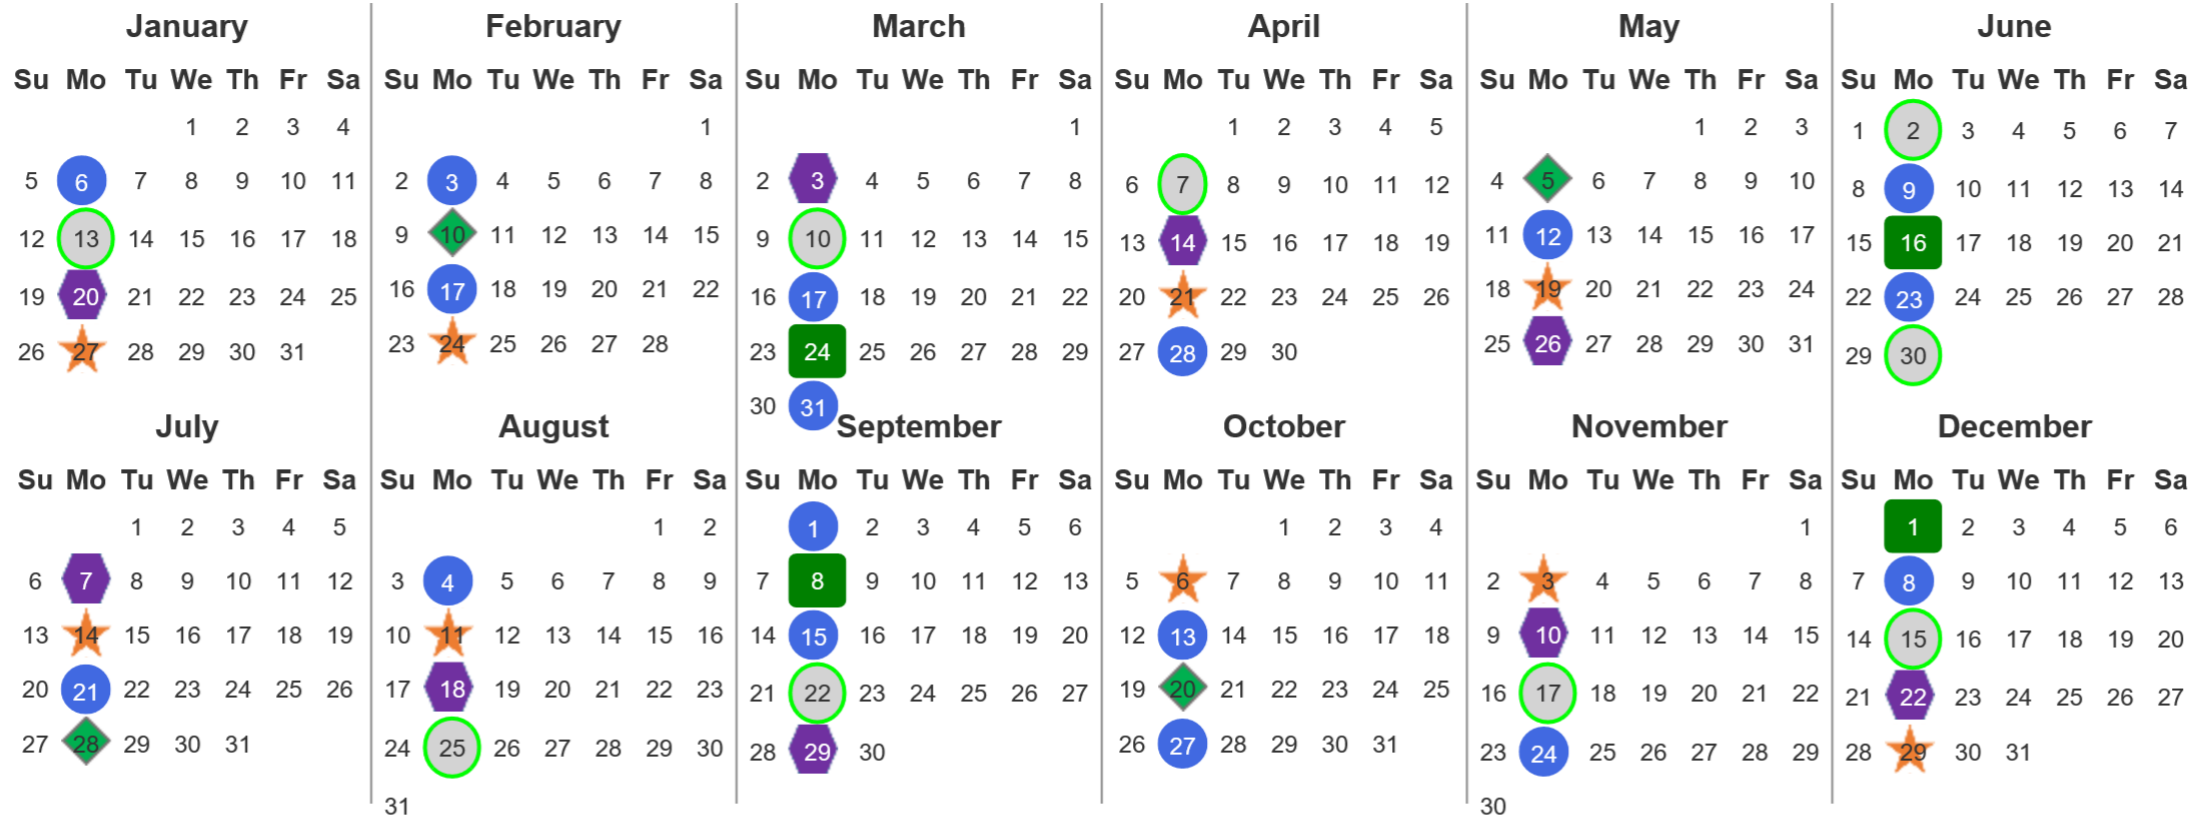 January February March April May June
Su Mo Tu We Th Fr Sa Su Mo Tu We Th Fr Sa Su Mo Tu We Th Fr Sa Su Mo Tu We Th Fr Sa Su Mo Tu We Th Fr Sa Su Mo Tu We Th Fr Sa
1 2 3 4 1 1 1 2 3 4 5 1 2 3 1 2 3 4 5 6 7
5 6 7 8 9 10 11 2 3 4 5 6 7 8 2 3 4 5 6 7 8 6 7 8 9 10 11 12 4 5 6 7 8 9 10 8 9 10 11 12 13 14
12 13 14 15 16 17 18 9 10 11 12 13 14 15 9 10 11 12 13 14 15 13 14 15 16 17 18 19 11 12 13 14 15 16 17 15 16 17 18 19 20 21
19 20 21 22 23 24 25 16 17 18 19 20 21 22 16 17 18 19 20 21 22 20 21 22 23 24 25 26 18 19 20 21 22 23 24 22 23 24 25 26 27 28
26 27 28 29 30 31 23 24 25 26 27 28 23 24 25 26 27 28 29 27 28 29 30 25 26 27 28 29 30 31 29 30
30 31
July August September October November December
Su Mo Tu We Th Fr Sa Su Mo Tu We Th Fr Sa Su Mo Tu We Th Fr Sa Su Mo Tu We Th Fr Sa Su Mo Tu We Th Fr Sa Su Mo Tu We Th Fr Sa
1 2 3 4 5 1 2 1 2 3 4 5 6 1 2 3 4 1 1 2 3 4 5 6
6 7 8 9 10 11 12 3 4 5 6 7 8 9 7 8 9 10 11 12 13 5 6 7 8 9 10 11 2 3 4 5 6 7 8 7 8 9 10 11 12 13
13 14 15 16 17 18 19 10 11 12 13 14 15 16 14 15 16 17 18 19 20 12 13 14 15 16 17 18 9 10 11 12 13 14 15 14 15 16 17 18 19 20
20 21 22 23 24 25 26 17 18 19 20 21 22 23 21 22 23 24 25 26 27 19 20 21 22 23 24 25 16 17 18 19 20 21 22 21 22 23 24 25 26 27
27 28 29 30 31 24 25 26 27 28 29 30 28 29 30 26 27 28 29 30 31 23 24 25 26 27 28 29 28 29 30 31
31 30